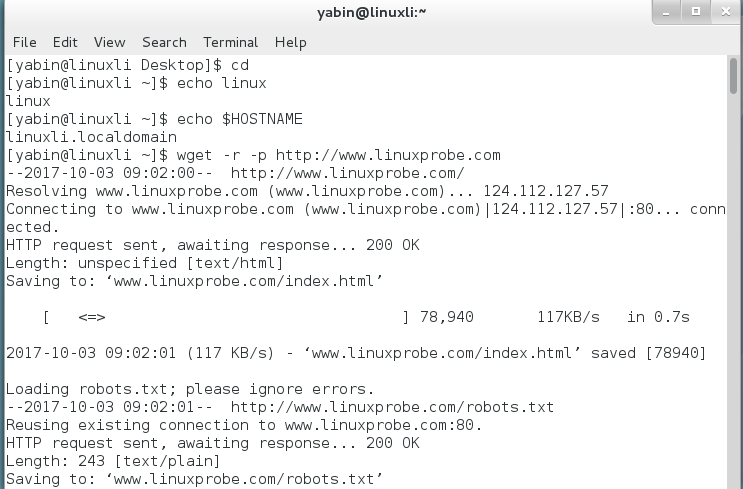 yabin@linuxli:~
File Edit View Search Terminal Help
[yabin@linuxli Desktop]$ cd
[yabin@linuxli ~]$ echo linux
linux
[yabin@linuxli ~]$ echo $HOSTNAME
linuxli.localdomain
[yabin@linuxli ~]$ wget -r -p http://www.linuxprobe.com
--2017-10-03 09:02:00--  http://www.linuxprobe.com/
Resolving www.linuxprobe.com (www.linuxprobe.com)... 124.112.127.57
Connecting to www.linuxprobe.com (www.linuxprobe.com)|124.112.127.57|:80... conn
ected.
HTTP request sent, awaiting response... 200 OK
Length: unspecified [text/html]
Saving to: ‘www.linuxprobe.com/index.html’
    [   <=>                                 ] 78,940       117KB/s   in 0.7s
2017-10-03 09:02:01 (117 KB/s) - ‘www.linuxprobe.com/index.html’ saved [78940]
Loading robots.txt; please ignore errors.
--2017-10-03 09:02:01--  http://www.linuxprobe.com/robots.txt
Reusing existing connection to www.linuxprobe.com:80.
HTTP request sent, awaiting response... 200 OK
Length: 243 [text/plain]
Saving to: ‘www.linuxprobe.com/robots.txt’